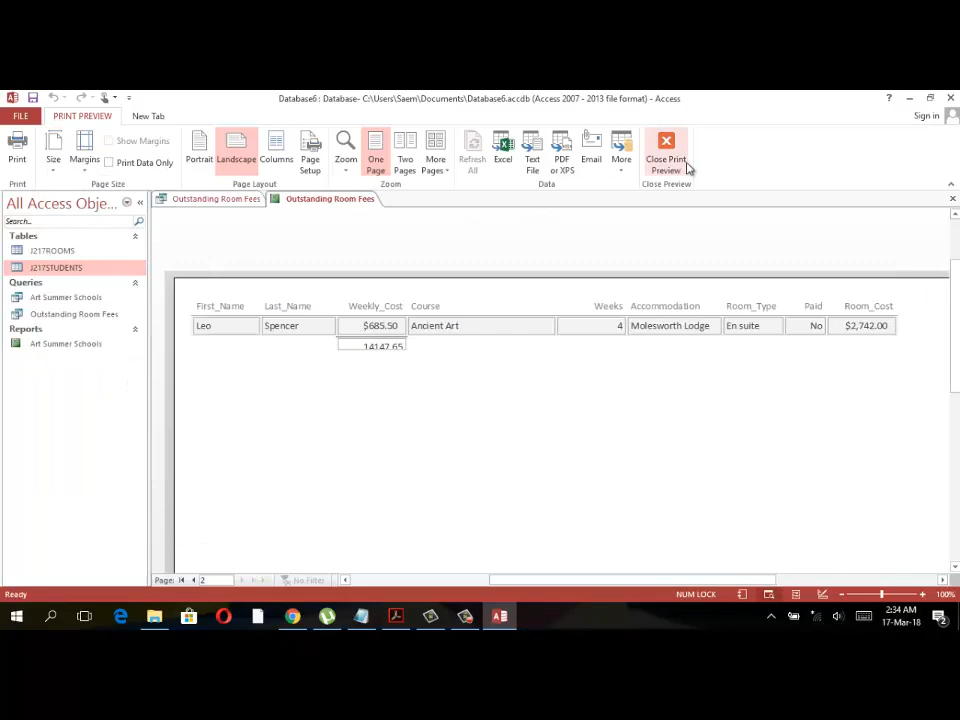 Database6 : Database- C:\Users\Saem\Documents\Database6.accdb (Access 2007 - 2013 file format) - Access
?
FILE PRINT PREVIEW New Tab Sign in
Print Size Margins Show Margins Print Data Only Portrait Landscape Columns Page Setup Zoom One Page Two Pages More Pages Refresh All Excel Text File PDF or XPS Email More Close Print Preview
Print Page Size Page Layout Zoom Data Close Preview
All Access Obje...
Search...
Tables
J217ROOMS
J217STUDENTS
Queries
Art Summer Schools
Outstanding Room Fees
Reports
Art Summer Schools
Outstanding Room Fees Outstanding Room Fees
First_Name Last_Name Weekly_Cost Course Weeks Accommodation Room_Type Paid Room_Cost
Leo Spencer $685.50 Ancient Art 4 Molesworth Lodge En suite No $2,742.00
14147.65
Page: 2 No Filter
Ready NUM LOCK 100%
2:34 AM
17-Mar-18
2